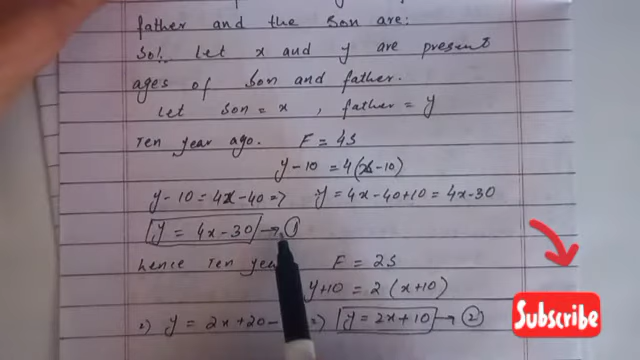 father and the son are:
Sol. Let x and y are present
ages of Son and father.
Let son = x , father = y
Ten year ago. F = 4S
y-10 = 4(x-10)
y-10 = 4x-40 => y = 4x-40+10 = 4x-30
y = 4x-30 → 1
hence Ten year F = 2S
y+10 = 2(x+10)
=) y = 2x+20- =) y = 2x+10 → 2
Subscribe